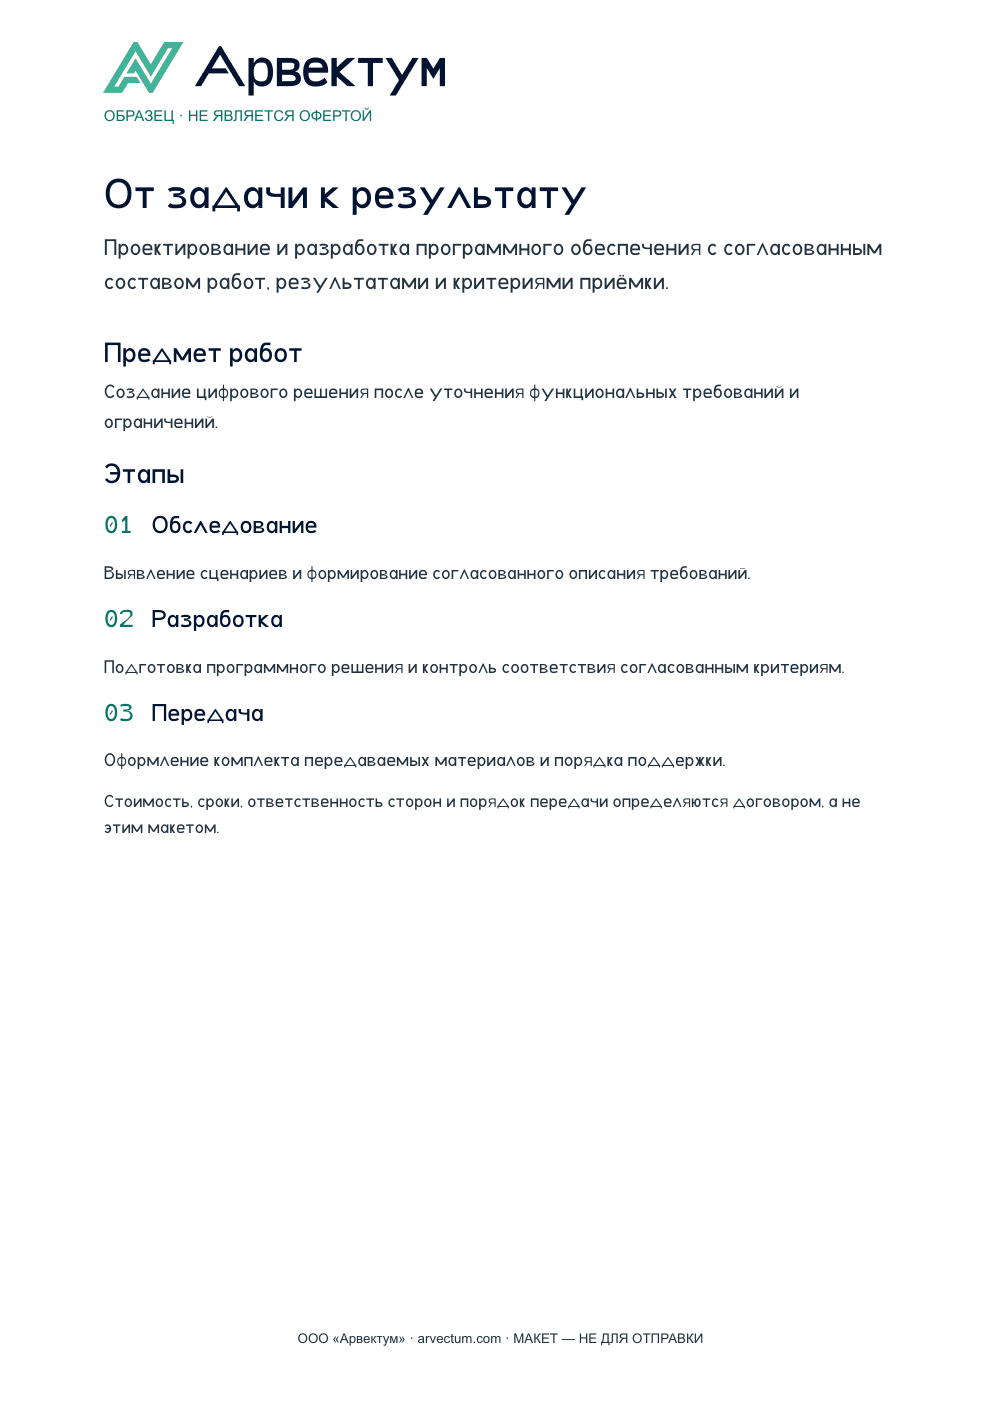 Арвектум
ОБРАЗЕЦ · НЕ ЯВЛЯЕТСЯ ОФЕРТОЙ
От задачи к результату
Проектирование и разработка программного обеспечения с согласованным
составом работ, результатами и критериями приёмки.
Предмет работ
Создание цифрового решения после уточнения функциональных требований и
ограничений.
Этапы
01 Обследование
Выявление сценариев и формирование согласованного описания требований.
02 Разработка
Подготовка программного решения и контроль соответствия согласованным критериям.
03 Передача
Оформление комплекта передаваемых материалов и порядка поддержки.
Стоимость, сроки, ответственность сторон и порядок передачи определяются договором, а не
этим макетом.
ООО «Арвектум» · arvectum.com · МАКЕТ — НЕ ДЛЯ ОТПРАВКИ